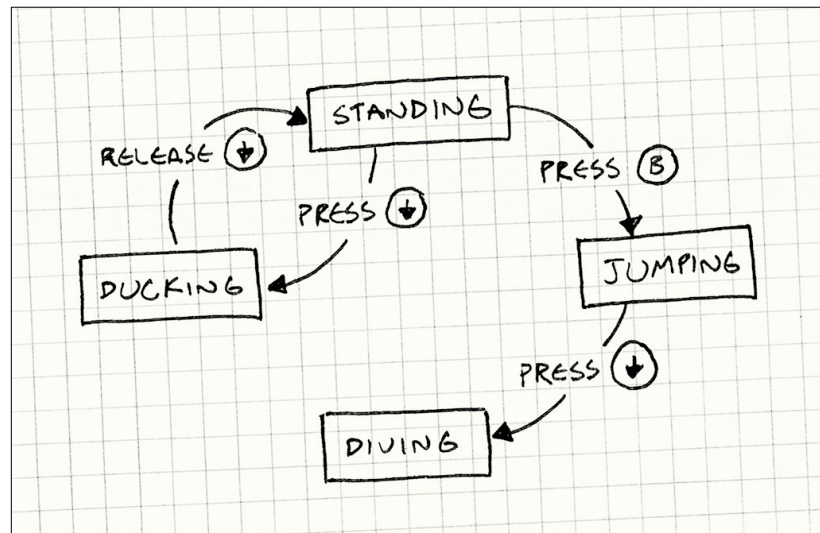 STANDING
RELEASE ↓
PRESS B
PRESS ↓
DUCKING
JUMPING
PRESS ↓
DIVING